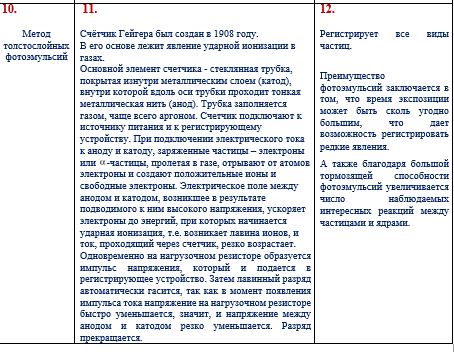 10.
Метод
толстослойных
фотоэмульсий
11.
Счётчик Гейгера был создан в 1908 году.
В его основе лежит явление ударной ионизации в
газах.
Основной элемент счетчика - стеклянная трубка,
покрытая изнутри металлическим слоем (катод),
внутри которой вдоль оси трубки проходит тонкая
металлическая нить (анод). Трубка заполняется
газом, чаще всего аргоном. Счетчик подключают к
источнику питания и к регистрирующему
устройству. При подключении электрического тока
к аноду и катоду, заряженные частицы – электроны
или α-частицы, пролетая в газе, отрывают от атомов
электроны и создают положительные ионы и
свободные электроны. Электрическое поле между
анодом и катодом, возникшее в результате
подводимого к ним высокого напряжения, ускоряет
электроны до энергий, при которых начинается
ударная ионизация, т.е. возникает лавина ионов, и
ток, проходящий через счетчик, резко возрастает.
Одновременно на нагрузочном резисторе образуется
импульс напряжения, который и подается в
регистрирующее устройство. Затем лавинный разряд
автоматически гасится, так как в момент появления
импульса тока напряжение на нагрузочном резисторе
быстро уменьшается, значит, и напряжение между
анодом и катодом резко уменьшается. Разряд
прекращается.
12.
Регистрирует все виды
частиц.
Преимущество
фотоэмульсий заключается в
том, что время экспозиции
может быть сколь угодно
большим, что дает
возможность регистрировать
редкие явления.
А также благодаря большой
тормозящей способности
фотоэмульсий увеличивается
число наблюдаемых
интересных реакций между
частицами и ядрами.